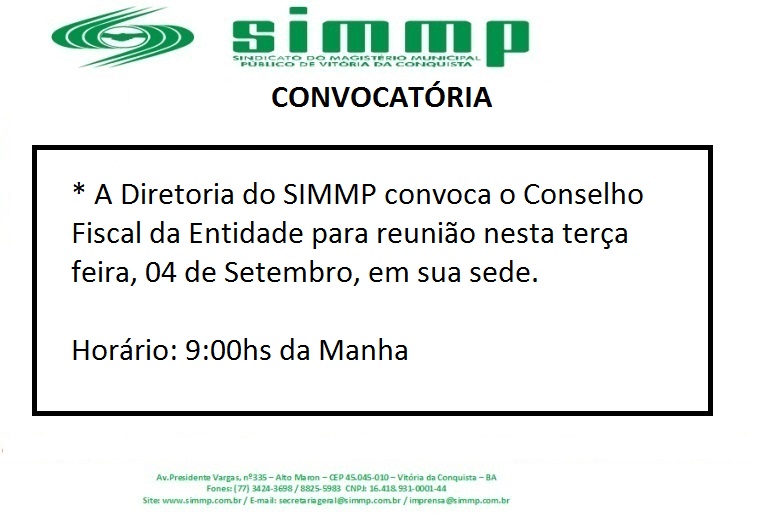 simmp
SINDICATO DO MAGISTÉRIO MUNICIPAL
PÚBLICO DE VITÓRIA DA CONQUISTA
CONVOCATÓRIA
* A Diretoria do SIMMP convoca o Conselho
Fiscal da Entidade para reunião nesta terça
feira, 04 de Setembro, em sua sede.
Horário: 9:00hs da Manha
Av.Presidente Vargas, nº335 – Alto Maron – CEP 45.045-010 – Vitória da Conquista – BA
Fones: (77) 3424-3698 / 8825-5983 CNPJ: 16.418.931-0001-44
Site: www.simmp.com.br / E-mail: secretariageral@simmp.com.br / imprensa@simmp.com.br